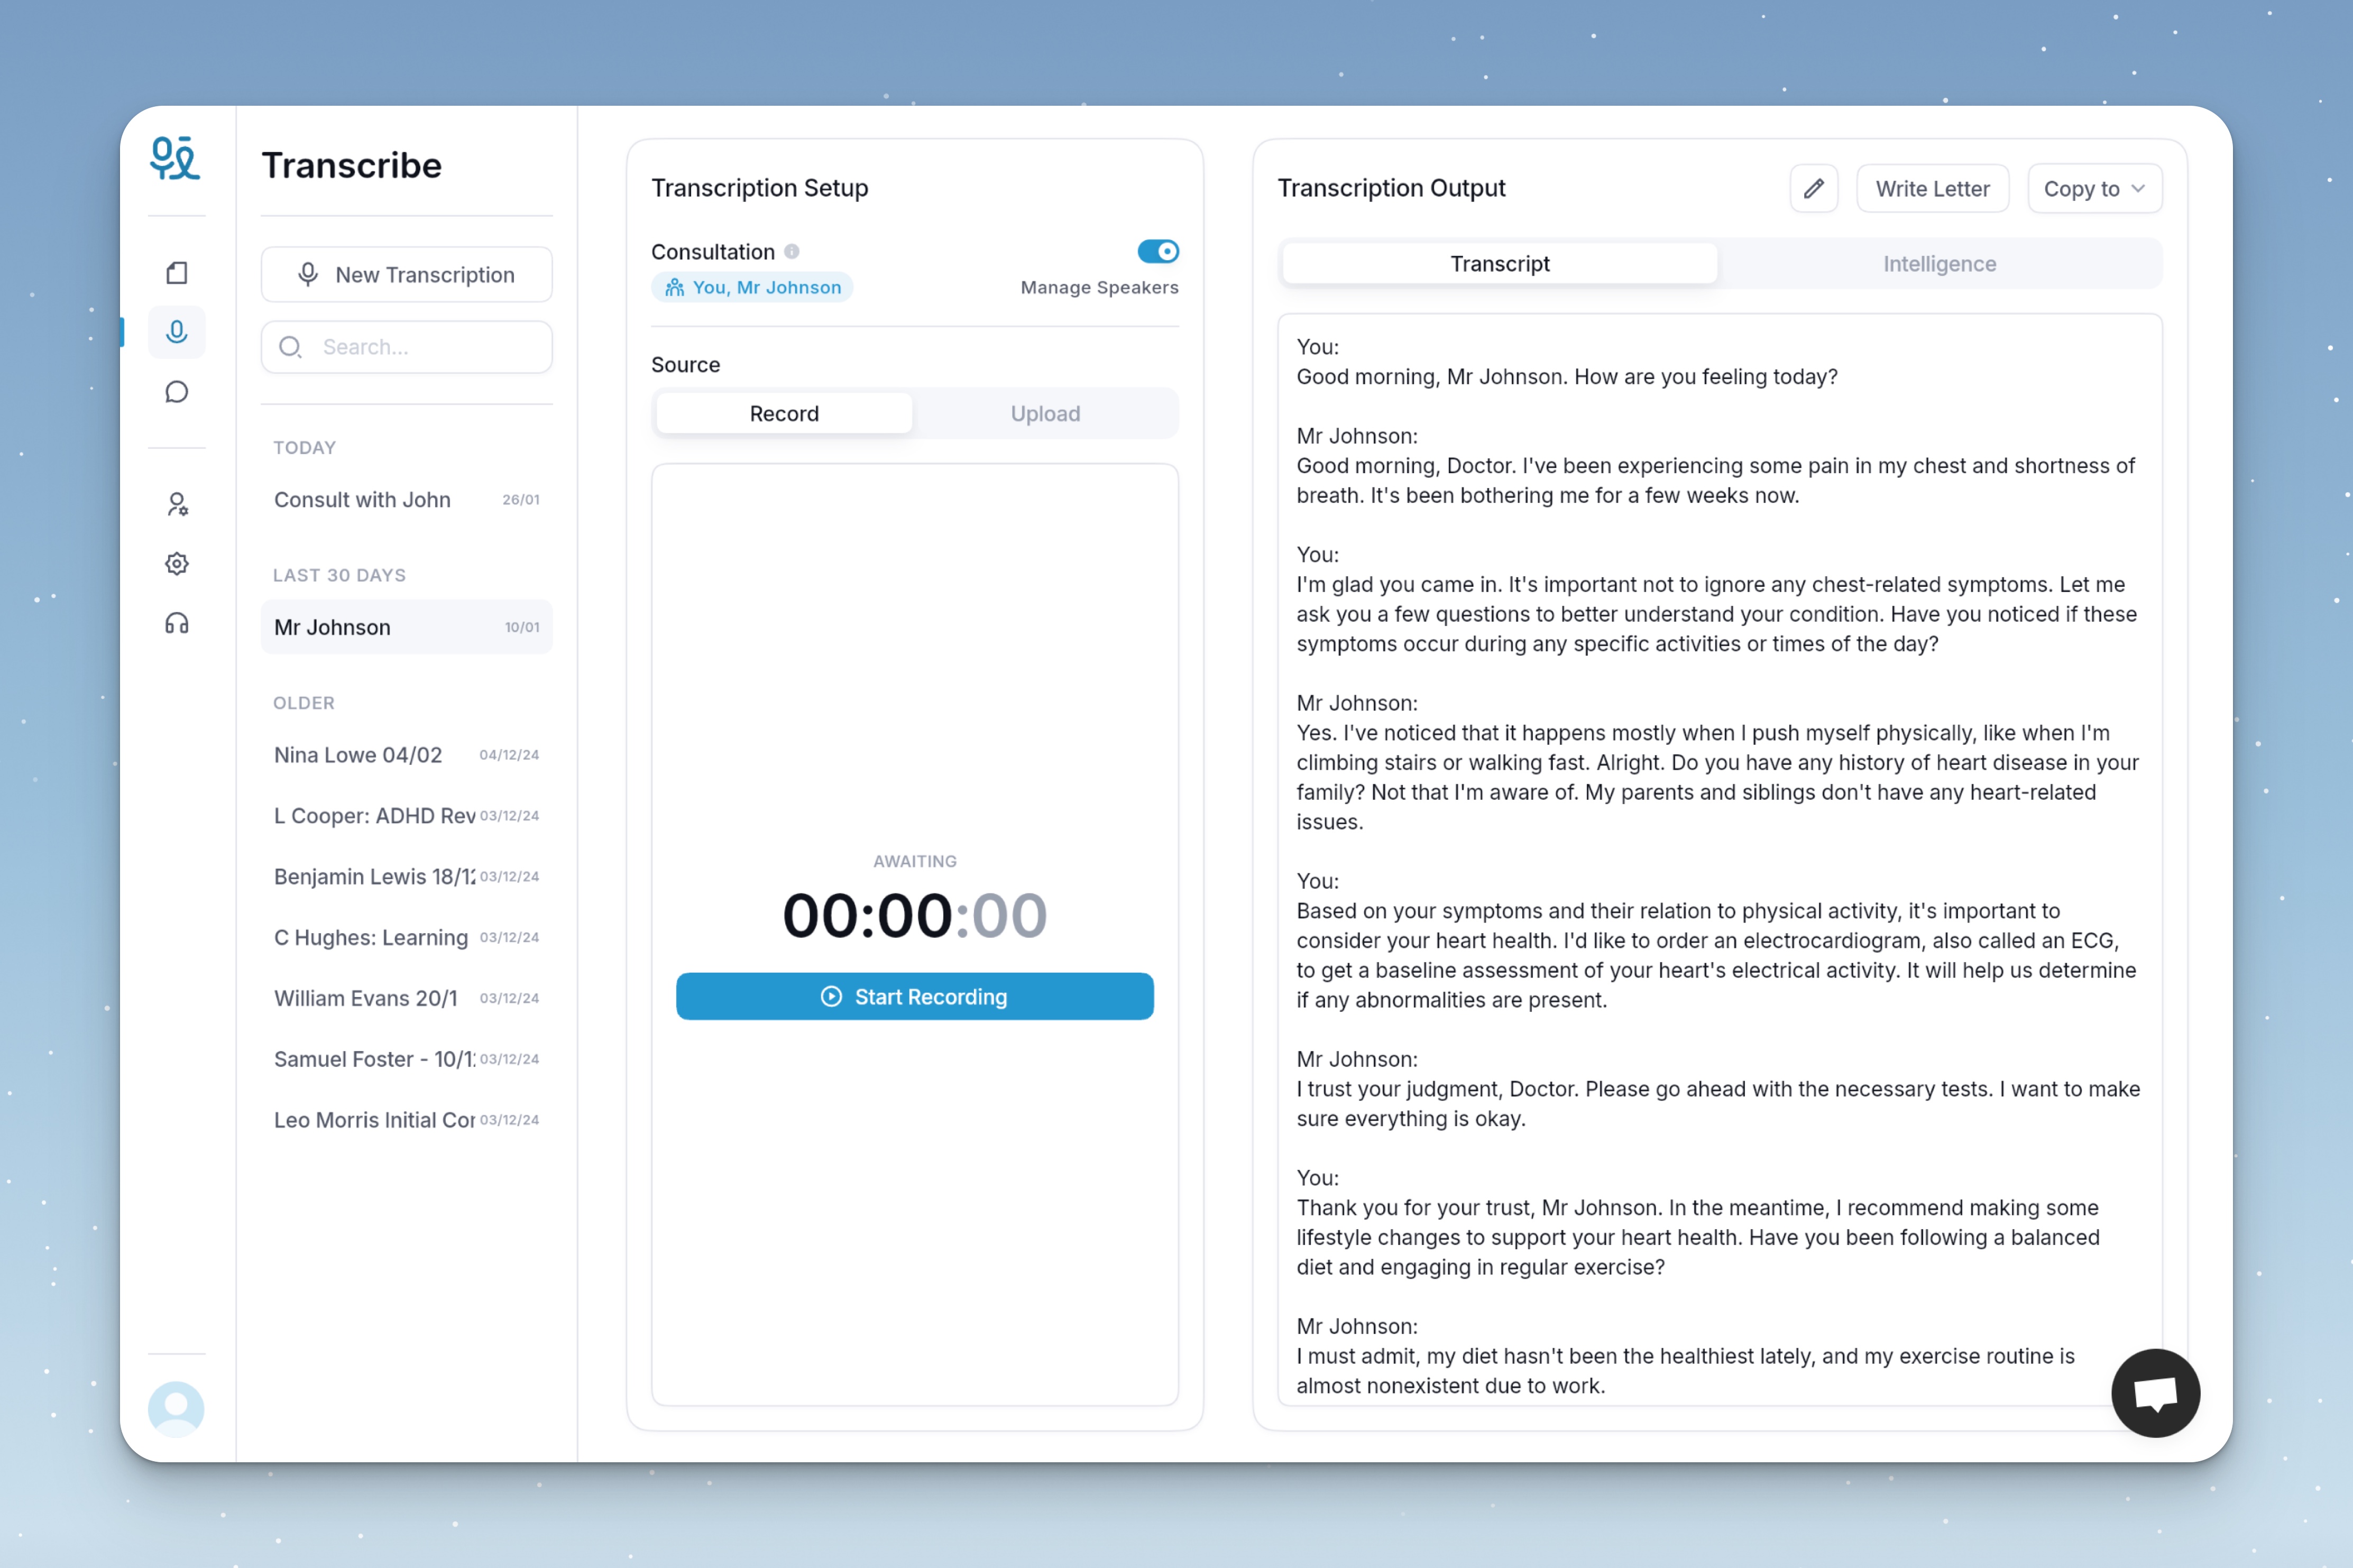 Transcribe
New Transcription
Search...
TODAY
Consult with John 26/01
LAST 30 DAYS
Mr Johnson 10/01
OLDER
Nina Lowe 04/02 04/12/24
L Cooper: ADHD Rev 03/12/24
Benjamin Lewis 18/12 03/12/24
C Hughes: Learning 03/12/24
William Evans 20/1 03/12/24
Samuel Foster - 10/1 03/12/24
Leo Morris Initial Con 03/12/24
Transcription Setup
Consultation
You, Mr Johnson
Manage Speakers
Source
Record
Upload
AWAITING
00:00:00
Start Recording
Transcription Output
Write Letter
Copy to
Transcript
Intelligence
You:
Good morning, Mr Johnson. How are you feeling today?
Mr Johnson:
Good morning, Doctor. I've been experiencing some pain in my chest and shortness of
breath. It's been bothering me for a few weeks now.
You:
I'm glad you came in. It's important not to ignore any chest-related symptoms. Let me
ask you a few questions to better understand your condition. Have you noticed if these
symptoms occur during any specific activities or times of the day?
Mr Johnson:
Yes. I've noticed that it happens mostly when I push myself physically, like when I'm
climbing stairs or walking fast. Alright. Do you have any history of heart disease in your
family? Not that I'm aware of. My parents and siblings don't have any heart-related
issues.
You:
Based on your symptoms and their relation to physical activity, it's important to
consider your heart health. I'd like to order an electrocardiogram, also called an ECG,
to get a baseline assessment of your heart's electrical activity. It will help us determine
if any abnormalities are present.
Mr Johnson:
I trust your judgment, Doctor. Please go ahead with the necessary tests. I want to make
sure everything is okay.
You:
Thank you for your trust, Mr Johnson. In the meantime, I recommend making some
lifestyle changes to support your heart health. Have you been following a balanced
diet and engaging in regular exercise?
Mr Johnson:
I must admit, my diet hasn't been the healthiest lately, and my exercise routine is
almost nonexistent due to work.